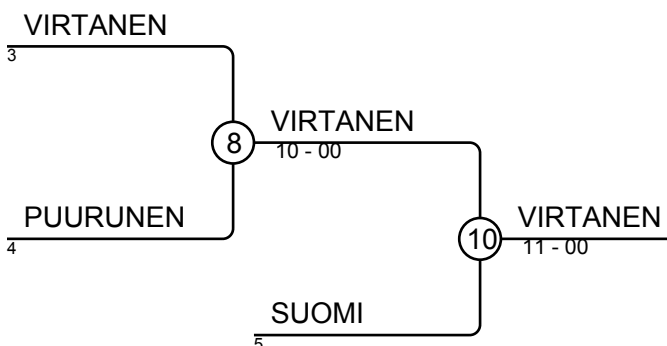 VIRTANEN
3
VIRTANEN
8
10 - 00
PUURUNEN
4
VIRTANEN
10
11 - 00
SUOMI
5